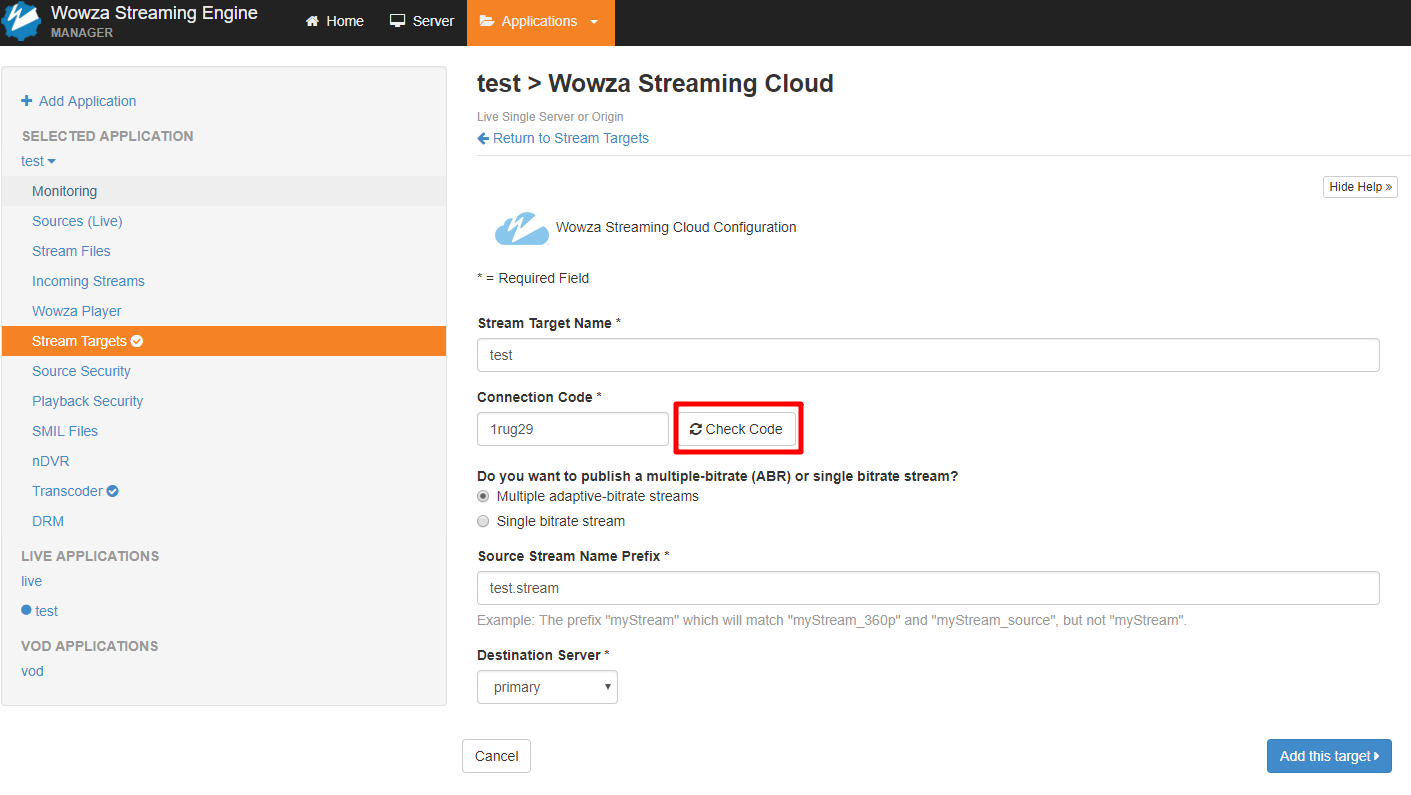 Wowza Streaming Engine
MANAGER
Home
Server
Applications
Add Application
SELECTED APPLICATION
test
Monitoring
Sources (Live)
Stream Files
Incoming Streams
Wowza Player
Stream Targets
Source Security
Playback Security
SMIL Files
nDVR
Transcoder
DRM
LIVE APPLICATIONS
live
test
VOD APPLICATIONS
vod
test > Wowza Streaming Cloud
Live Single Server or Origin
Return to Stream Targets
Hide Help »
Wowza Streaming Cloud Configuration
* = Required Field
Stream Target Name *
test
Connection Code *
1rug29
Check Code
Do you want to publish a multiple-bitrate (ABR) or single bitrate stream?
Multiple adaptive-bitrate streams
Single bitrate stream
Source Stream Name Prefix *
test.stream
Example: The prefix "myStream" which will match "myStream_360p" and "myStream_source", but not "myStream".
Destination Server *
primary
Cancel
Add this target